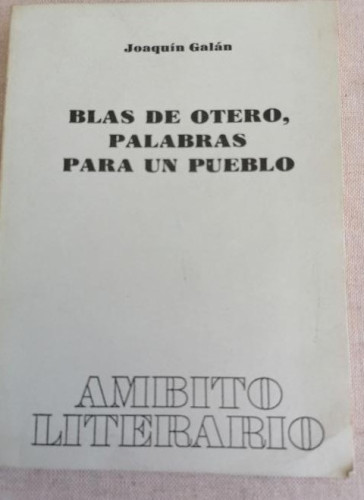 Joaquín Galán
BLAS DE OTERO,
PALABRAS
PARA UN PUEBLO
AMBITO
LITERARIO